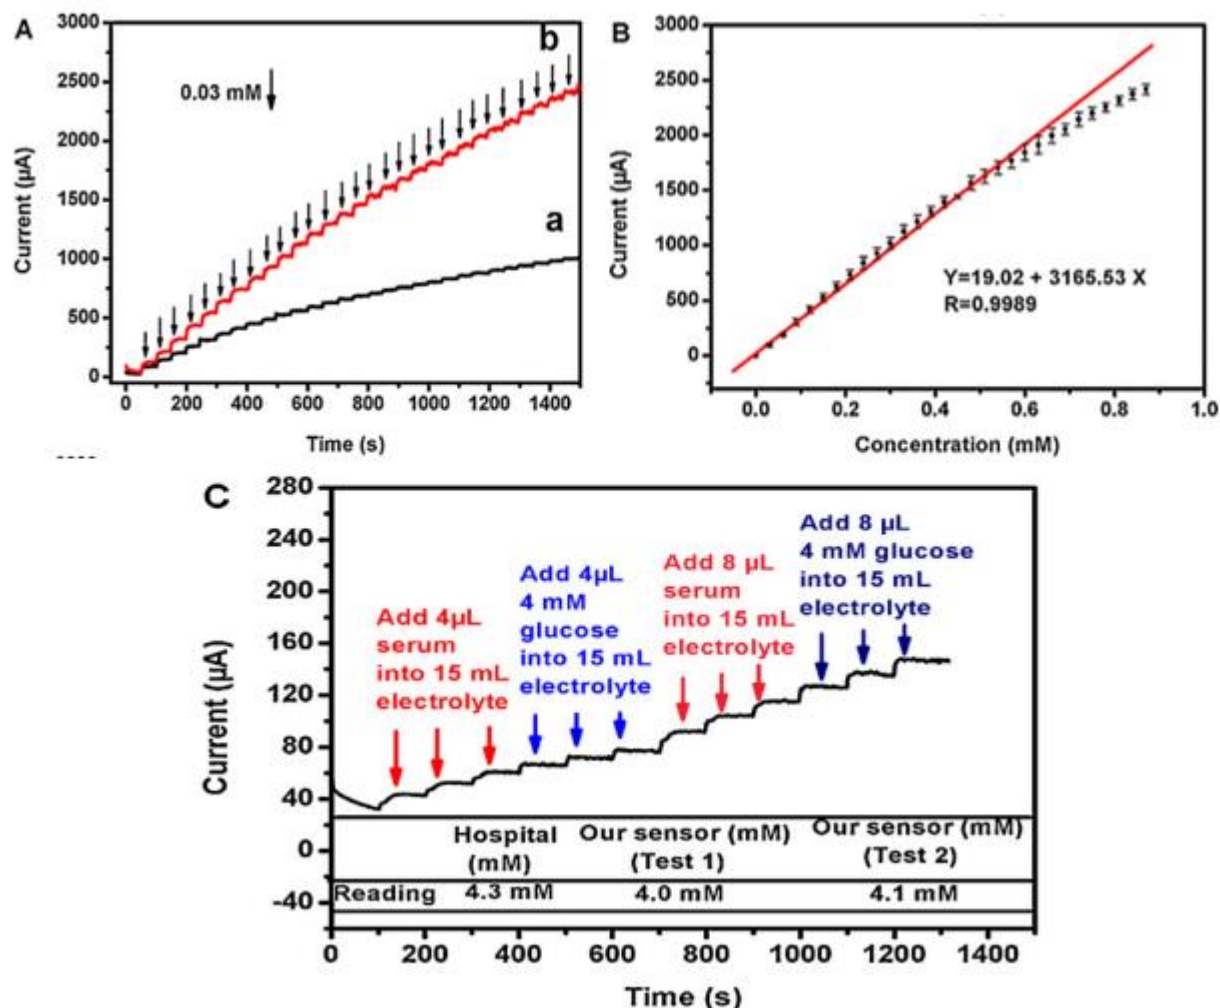 A
3000
2500
2000
1500
1000
500
0
Current (µA)
0.03 mM
b
a
0 200 400 600 800 1000 1200 1400
Time (s)
B
3000
2500
2000
1500
1000
500
0
Current (µA)
Y=19.02 + 3165.53 X
R=0.9989
0.0 0.2 0.4 0.6 0.8 1.0
Concentration (mM)
C
280
240
200
160
120
80
40
0
-40
Current (µA)
Add 4µL
serum
into 15 mL
electrolyte
Add 4µL
4 mM
glucose
into 15 mL
electrolyte
Add 8 µL
serum
into 15 mL
electrolyte
Add 8 µL
4 mM glucose
into 15 mL
electrolyte
Hospital
(mM)
Our sensor (mM)
(Test 1)
Our sensor (mM)
(Test 2)
Reading 4.3 mM 4.0 mM 4.1 mM
0 200 400 600 800 1000 1200 1400
Time (s)